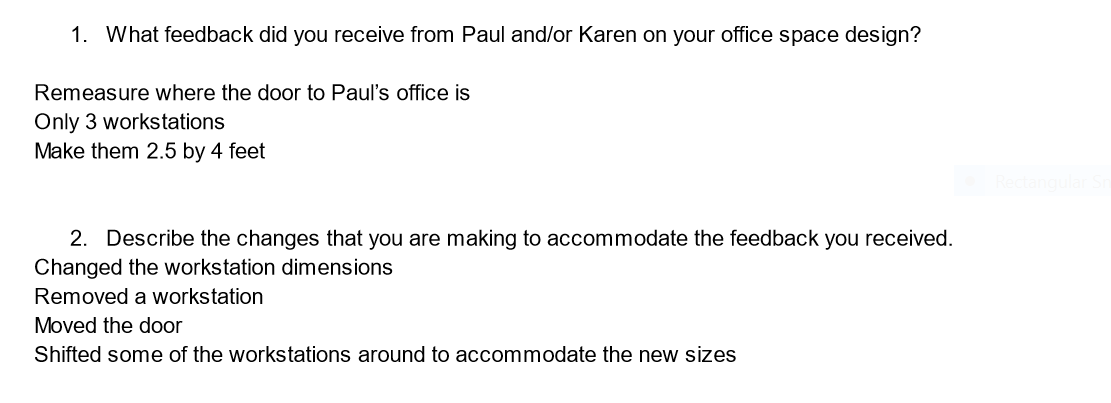 1. What feedback did you receive from Paul and/or Karen on your office space design?
Remeasure where the door to Paul's office is
Only 3 workstations
Make them 2.5 by 4 feet
Rectangular
2. Describe the changes that you are making to accommodate the feedback you received.
Changed the workstation dimensions
Removed a workstation
Moved the door
Shifted some of the workstations around to accommodate the new sizes